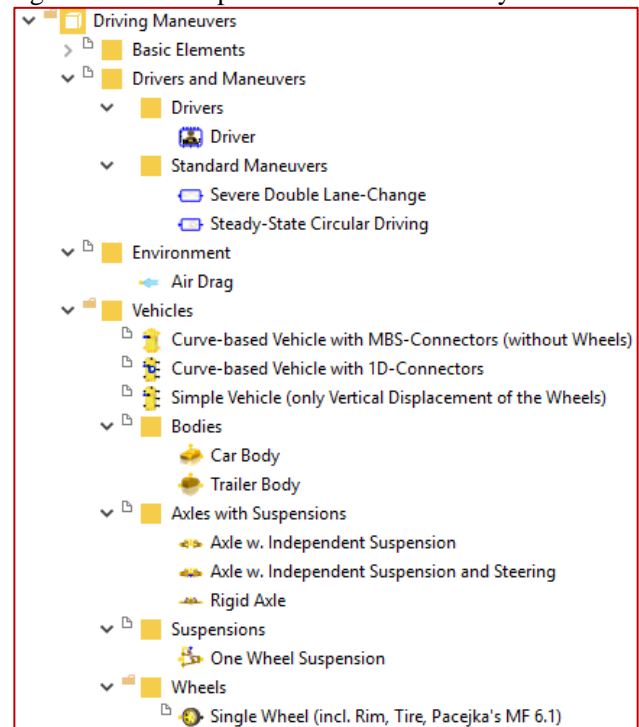 Driving Maneuvers
Basic Elements
Drivers and Maneuvers
Drivers
Driver
Standard Maneuvers
Severe Double Lane-Change
Steady-State Circular Driving
Environment
Air Drag
Vehicles
Curve-based Vehicle with MBS-Connectors (without Wheels)
Curve-based Vehicle with 1D-Connectors
Simple Vehicle (only Vertical Displacement of the Wheels)
Bodies
Car Body
Trailer Body
Axles with Suspensions
Axle w. Independent Suspension
Axle w. Independent Suspension and Steering
Rigid Axle
Suspensions
One Wheel Suspension
Wheels
Single Wheel (incl. Rim, Tire, Pacejka's MF 6.1)